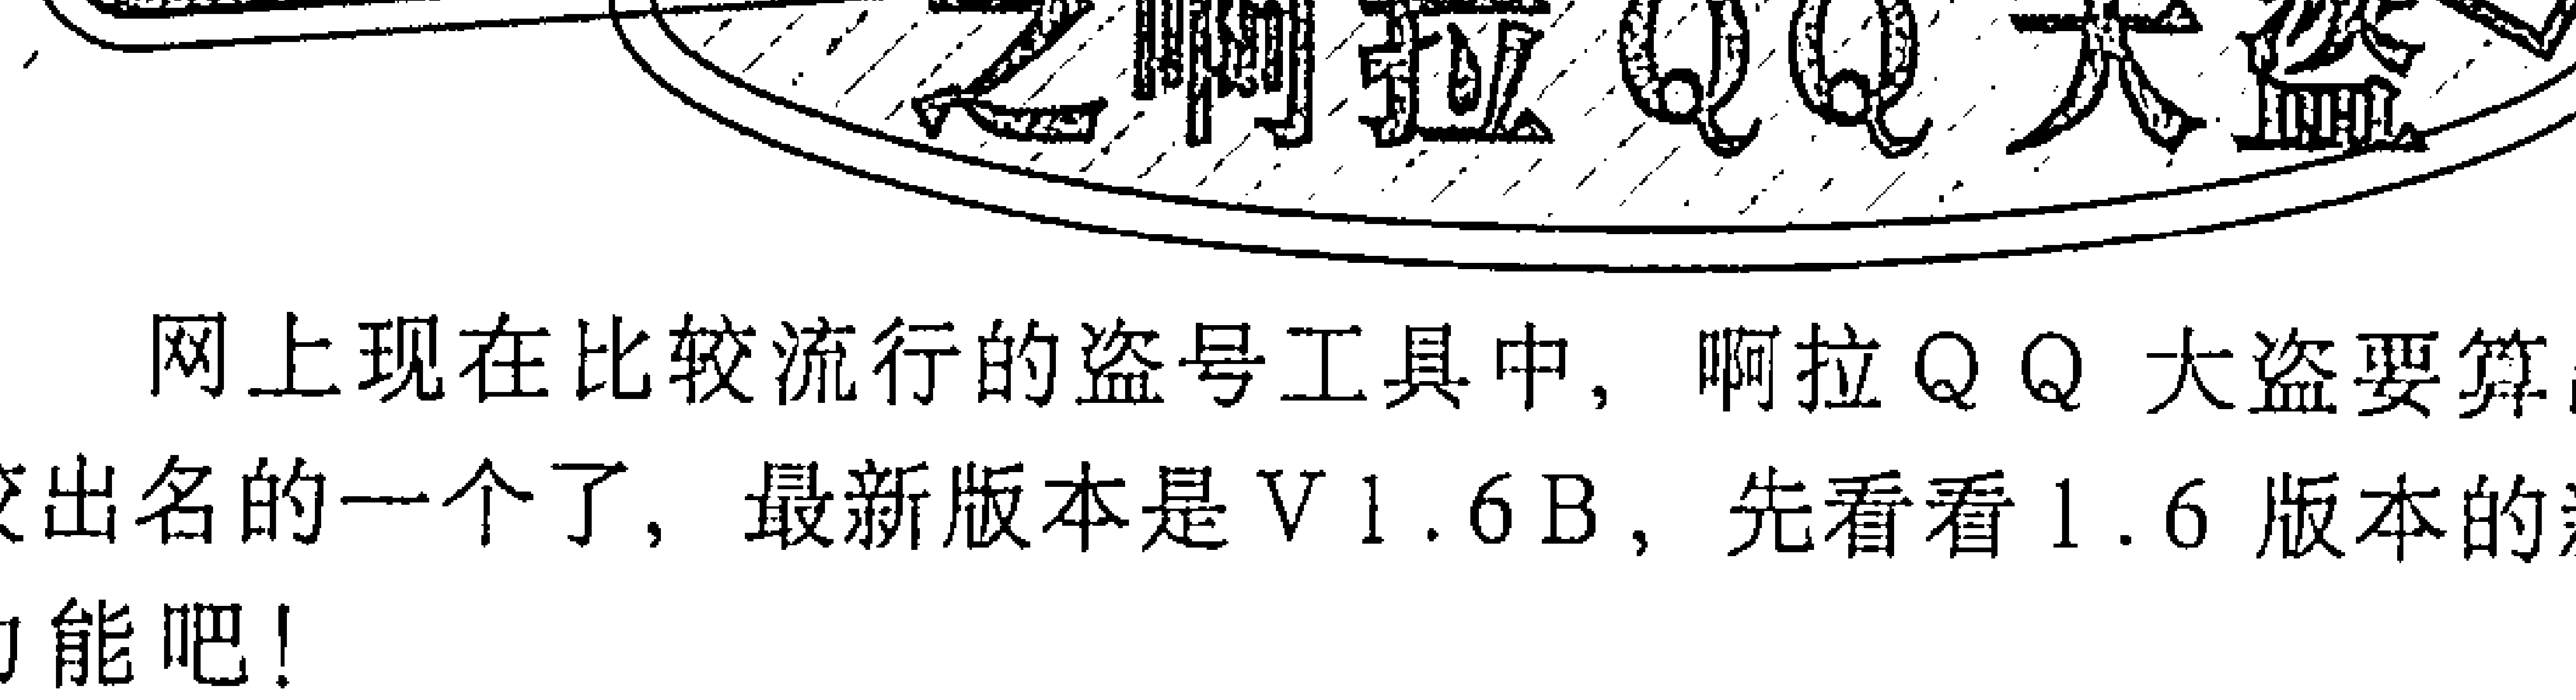 之啊拉QQ大盗
网上现在比较流行的盗号工具中，啊拉QQ大盗要算
出名的一个了，最新版本是V1.6B，先看看1.6版本的
能吧！